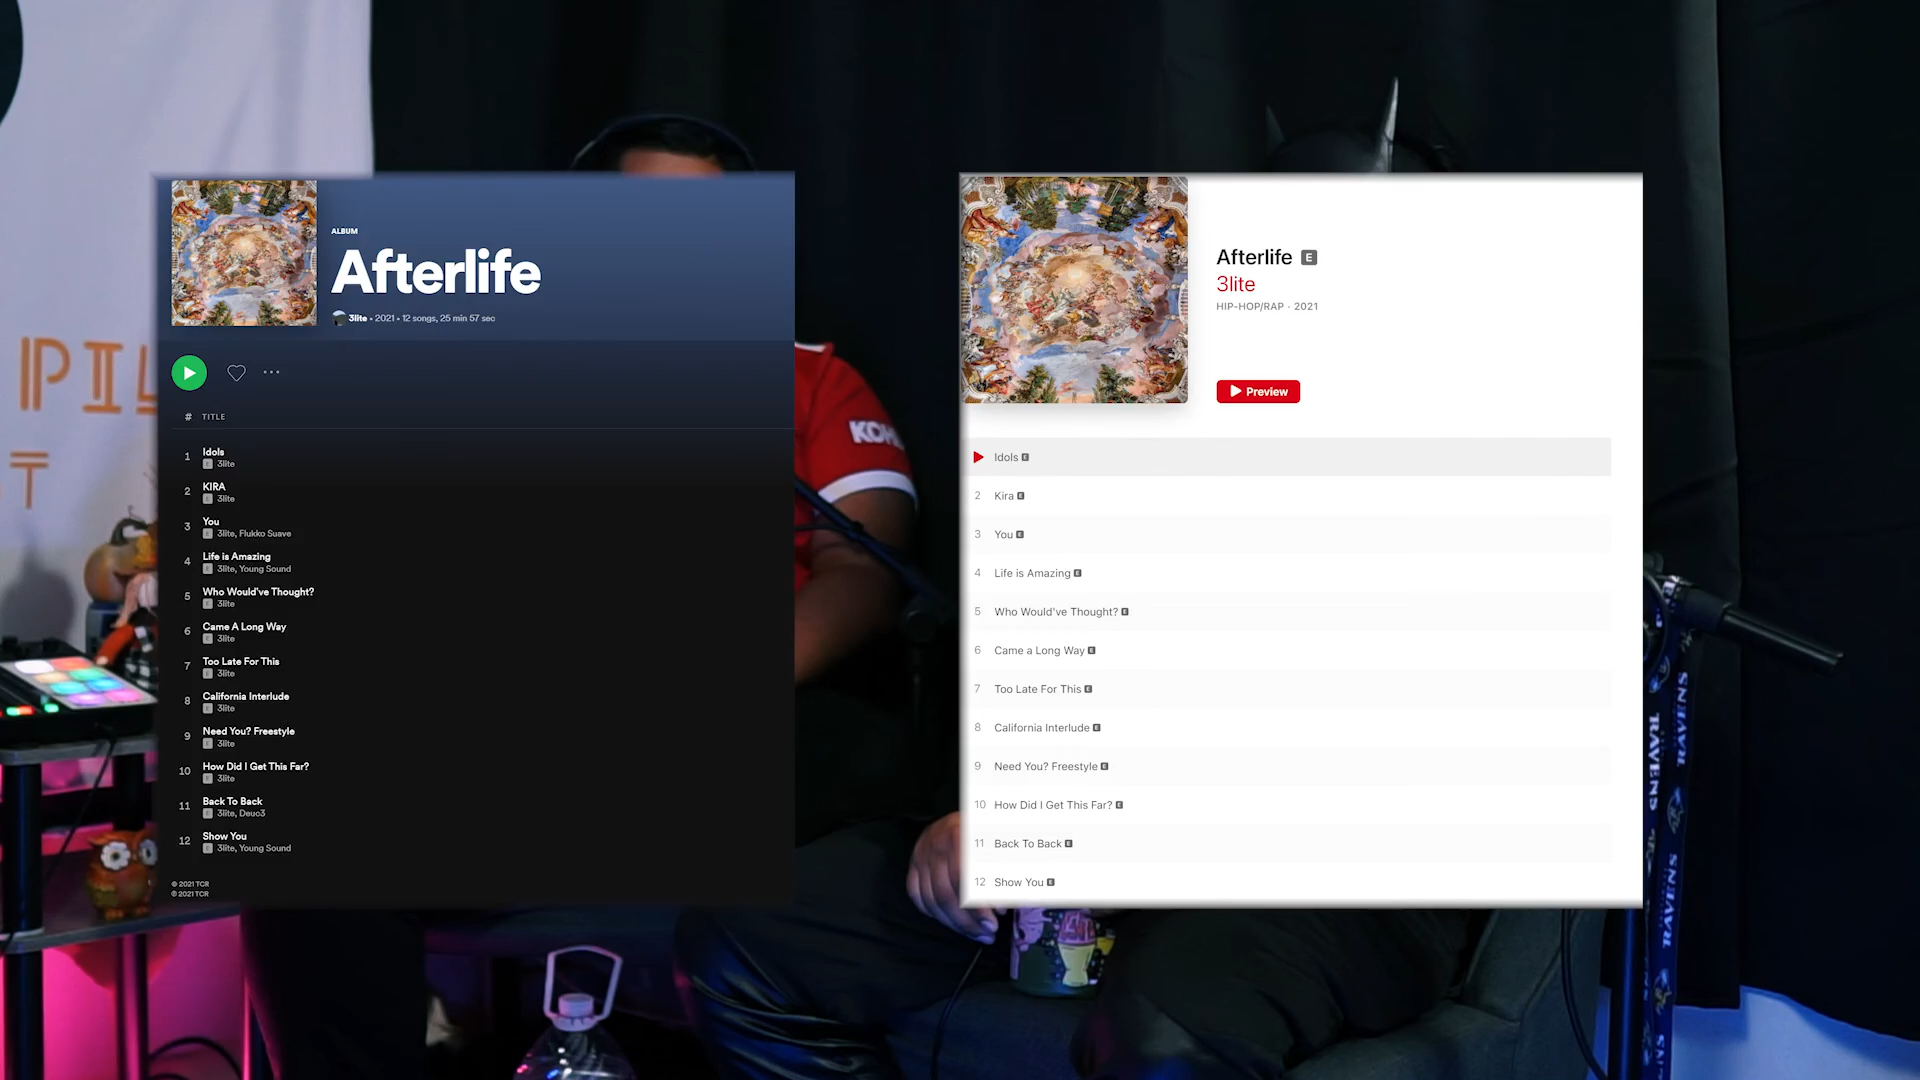 ALBUM
Afterlife
3lite • 2021 • 12 songs, 25 min 57 sec
# TITLE
1 Idols
E 3lite
2 KIRA
E 3lite
3 You
E 3lite, Flukko Suave
4 Life is Amazing
E 3lite, Young Sound
5 Who Would've Thought?
E 3lite
6 Came A Long Way
E 3lite
7 Too Late For This
E 3lite
8 California Interlude
E 3lite
9 Need You? Freestyle
E 3lite
10 How Did I Get This Far?
E 3lite
11 Back To Back
E 3lite, Deuc3
12 Show You
E 3lite, Young Sound
© 2021 TCR
℗ 2021 TCR
Afterlife E
3lite
HIP-HOP/RAP · 2021
Preview
Idols E
2 Kira E
3 You E
4 Life is Amazing E
5 Who Would've Thought? E
6 Came a Long Way E
7 Too Late For This E
8 California Interlude E
9 Need You? Freestyle E
10 How Did I Get This Far? E
11 Back To Back E
12 Show You E
RAVENS
RAVENS
RAVENS